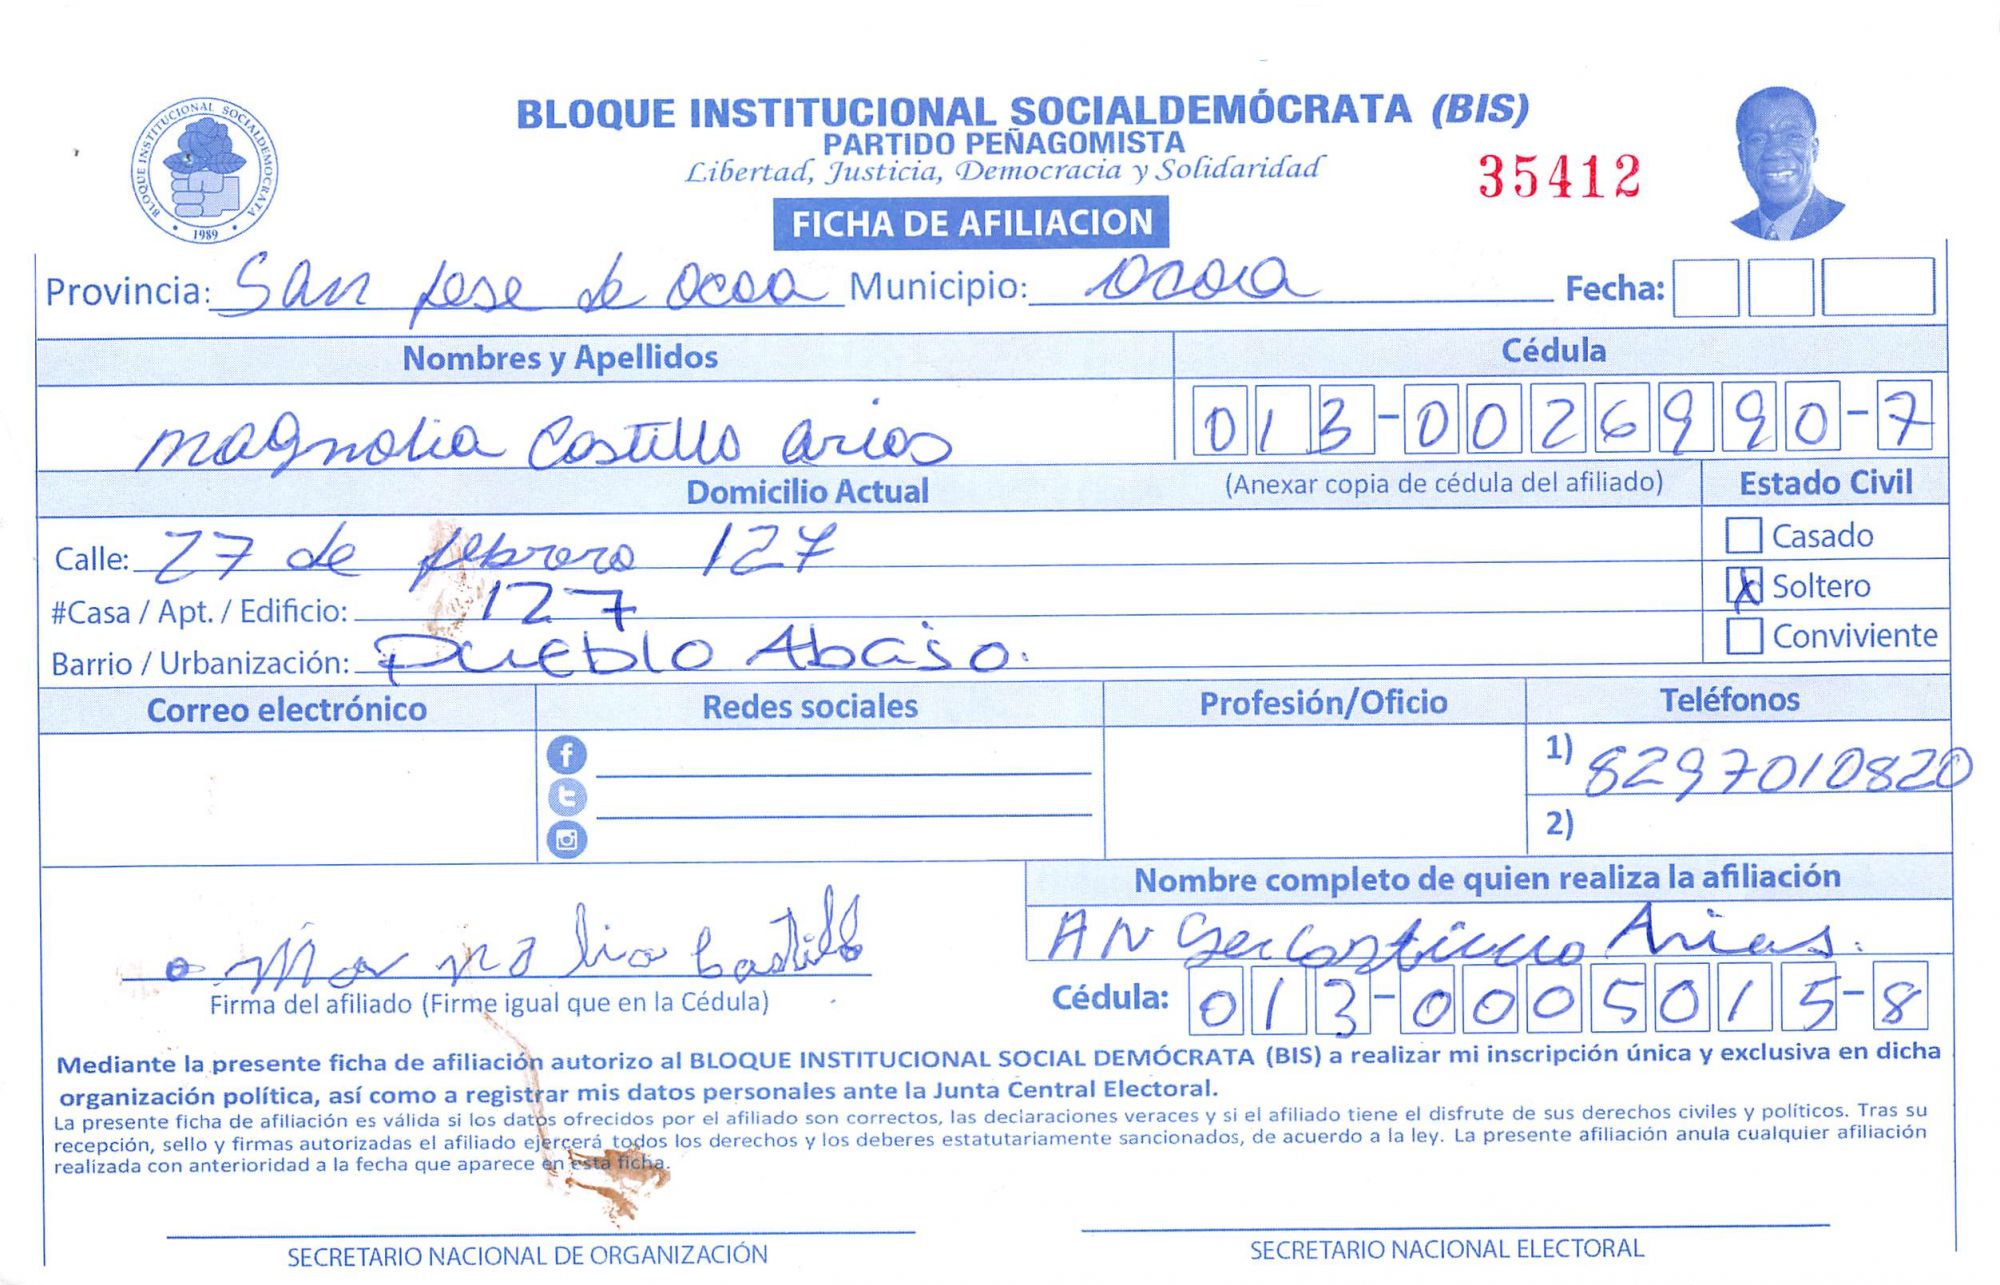 BLOQUE INSTITUCIONAL SOCIALDEMOCRATA
1989
BLOQUE INSTITUCIONAL SOCIALDEMÓCRATA (BIS)
PARTIDO PEÑAGOMISTA
Libertad, Justicia, Democracia y Solidaridad
35412
FICHA DE AFILIACION
Provincia: San Jose de Ocoa Municipio: Ocoa Fecha:
Nombres y Apellidos Cédula
Magnolia Castillo Arias 013-0026990-7
Domicilio Actual (Anexar copia de cédula del afiliado) Estado Civil
Calle: 27 de febrero 127 Casado
#Casa / Apt. / Edificio: 127 X Soltero
Barrio / Urbanización: Pueblo Abajo. Conviviente
Correo electrónico Redes sociales Profesión/Oficio Teléfonos
1) 8297010820
2)
Nombre completo de quien realiza la afiliación
Castillo Arias.
Magnolia Castillo
Firma del afiliado (Firme igual que en la Cédula) Cédula: 013-0005015-8
Mediante la presente ficha de afiliación autorizo al BLOQUE INSTITUCIONAL SOCIAL DEMÓCRATA (BIS) a realizar mi inscripción única y exclusiva en dicha
organización política, así como a registrar mis datos personales ante la Junta Central Electoral.
La presente ficha de afiliación es válida si los datos ofrecidos por el afiliado son correctos, las declaraciones veraces y si el afiliado tiene el disfrute de sus derechos civiles y políticos. Tras su
recepción, sello y firmas autorizadas el afiliado ejercerá todos los derechos y los deberes estatutariamente sancionados, de acuerdo a la ley. La presente afiliación anula cualquier afiliación
realizada con anterioridad a la fecha que aparece en esta ficha.
SECRETARIO NACIONAL DE ORGANIZACIÓN SECRETARIO NACIONAL ELECTORAL